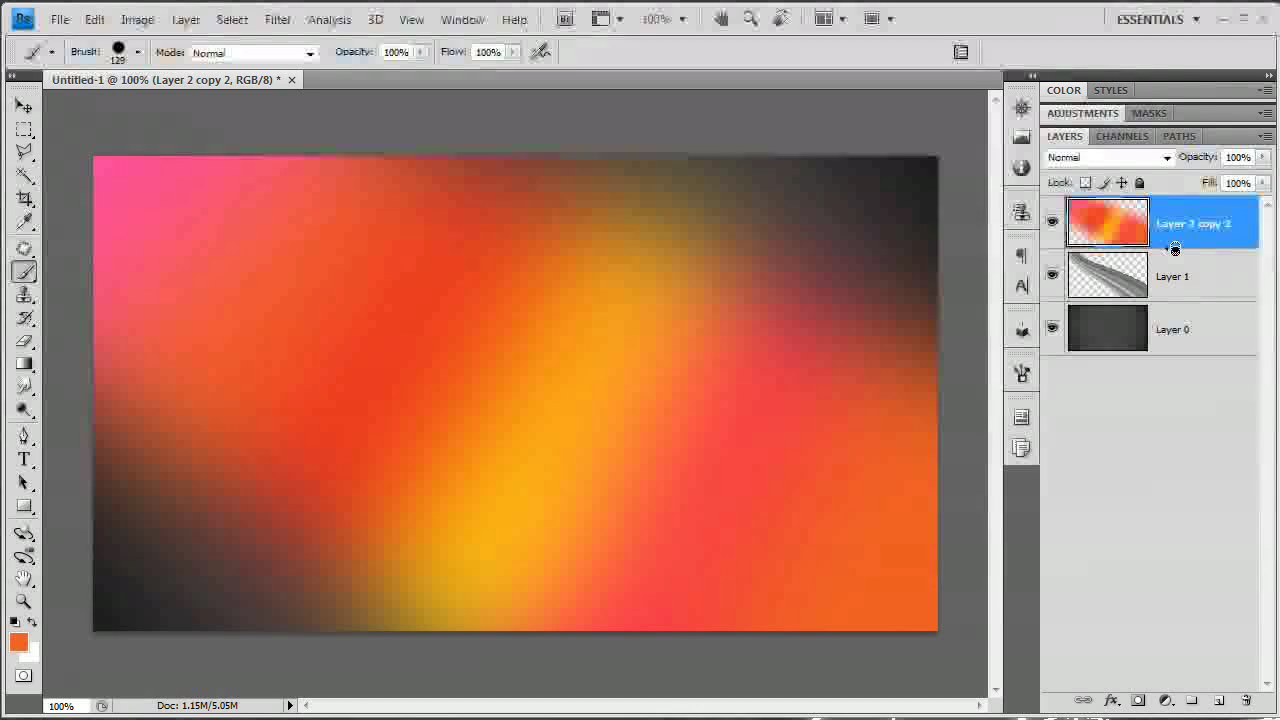 Ps File Edit Image Layer Select Filter Analysis 3D View Window Help Br 100% ESSENTIALS
Brush: 129 Mode: Normal Opacity: 100% Flow: 100%
Untitled-1 @ 100% (Layer 2 copy 2, RGB/8) *
COLOR STYLES
ADJUSTMENTS MASKS
LAYERS CHANNELS PATHS
Normal Opacity: 100%
Lock: Fill: 100%
Layer 2 copy 2
Layer 1
Layer 0
100% Doc: 1.15M/5.05M